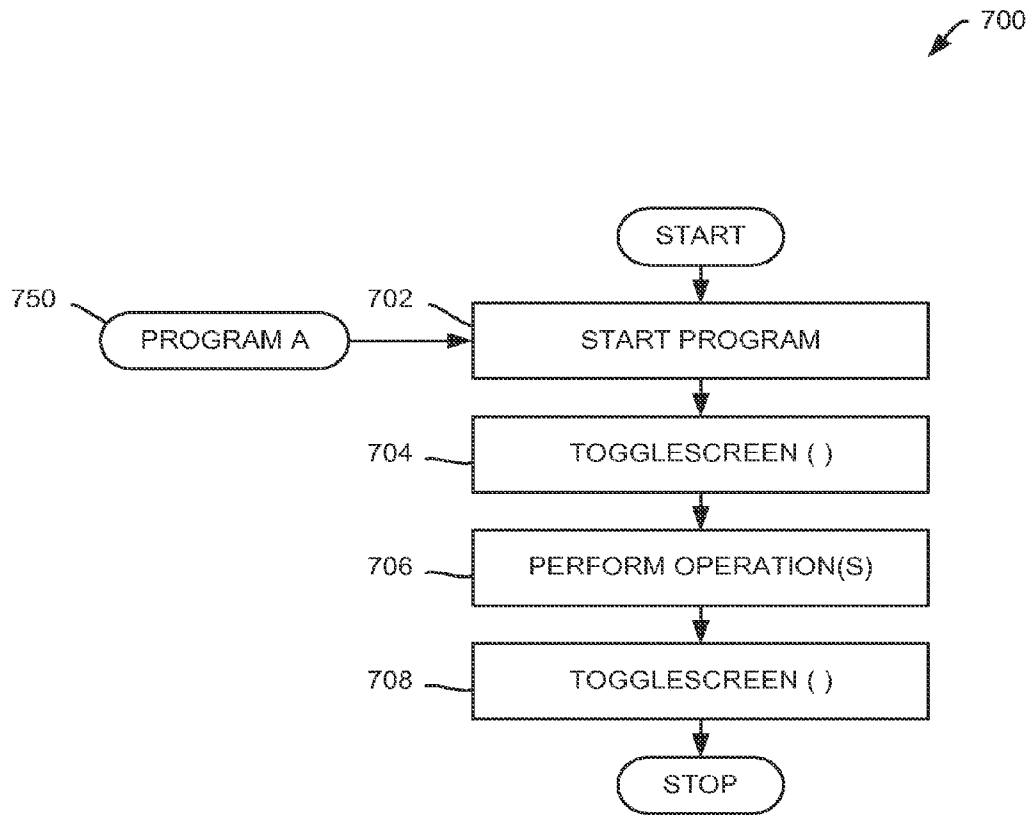 700
START
750
702
PROGRAM A
START PROGRAM
704
TOGGLESCREEN ( )
706
PERFORM OPERATION(S)
708
TOGGLESCREEN ( )
STOP